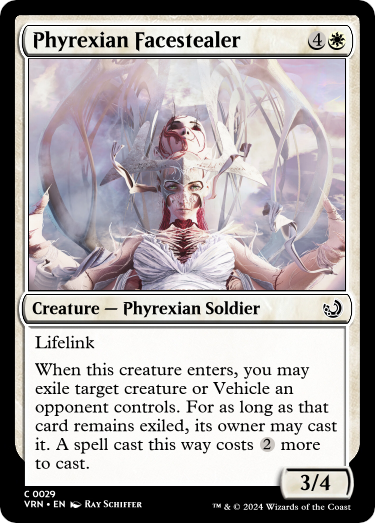 Phyrexian Facestealer 4
Creature — Phyrexian Soldier
Lifelink
When this creature enters, you may
exile target creature or Vehicle an
opponent controls. For as long as that
card remains exiled, its owner may cast
it. A spell cast this way costs 2 more
to cast.
3/4
C 0029
VRN • EN Ray Schiffer
™ & © 2024 Wizards of the Coast